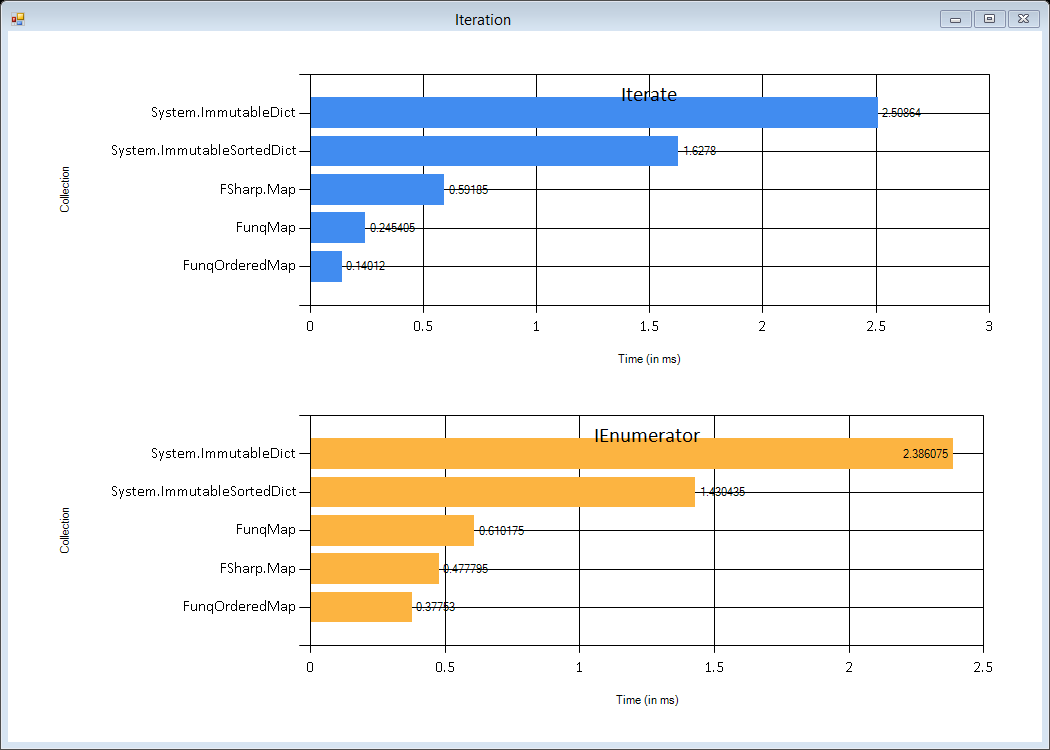 Iteration
Iterate
Collection
System.ImmutableDict
2.50864
System.ImmutableSortedDict
1.6278
FSharp.Map
0.59185
FunqMap
0.245405
FunqOrderedMap
0.14012
0 0.5 1 1.5 2 2.5 3
Time (in ms)
IEnumerator
Collection
System.ImmutableDict
2.386075
System.ImmutableSortedDict
1.430435
FunqMap
0.610175
FSharp.Map
0.477795
FunqOrderedMap
0.37753
0 0.5 1 1.5 2 2.5
Time (in ms)